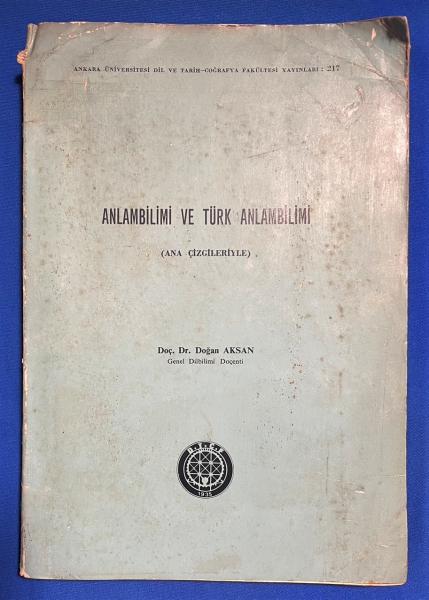 ANKARA ÜNİVERSİTESİ DİL VE TARİH-COĞRAFYA FAKÜLTESİ YAYINLARI : 217
ANLAMBİLİMİ VE TÜRK ANLAMBİLİMİ
(ANA ÇİZGİLERİYLE)
Doç. Dr. Doğan AKSAN
Genel Dilbilimi Doçenti
D.T.C.F
1935